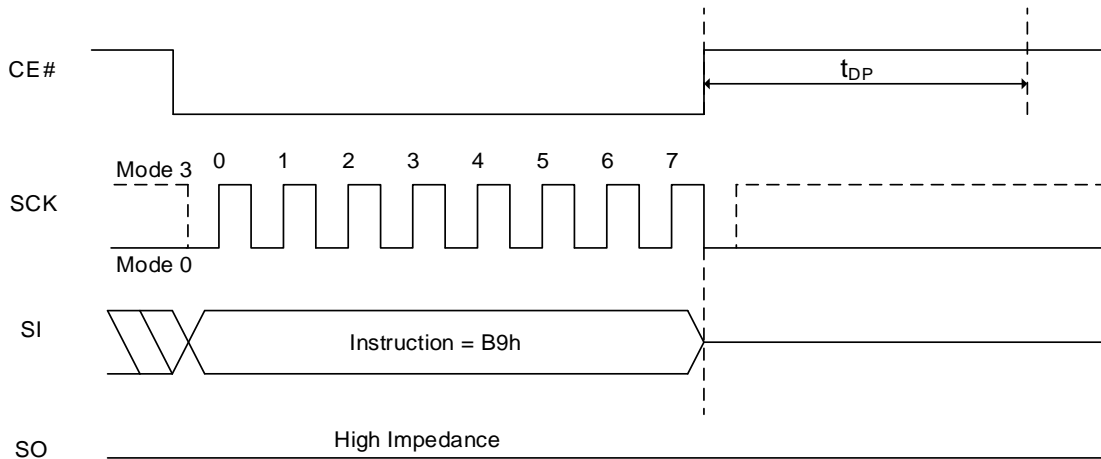 CE#
tDP
Mode 3 0 1 2 3 4 5 6 7
SCK
Mode 0
SI
Instruction = B9h
High Impedance
SO